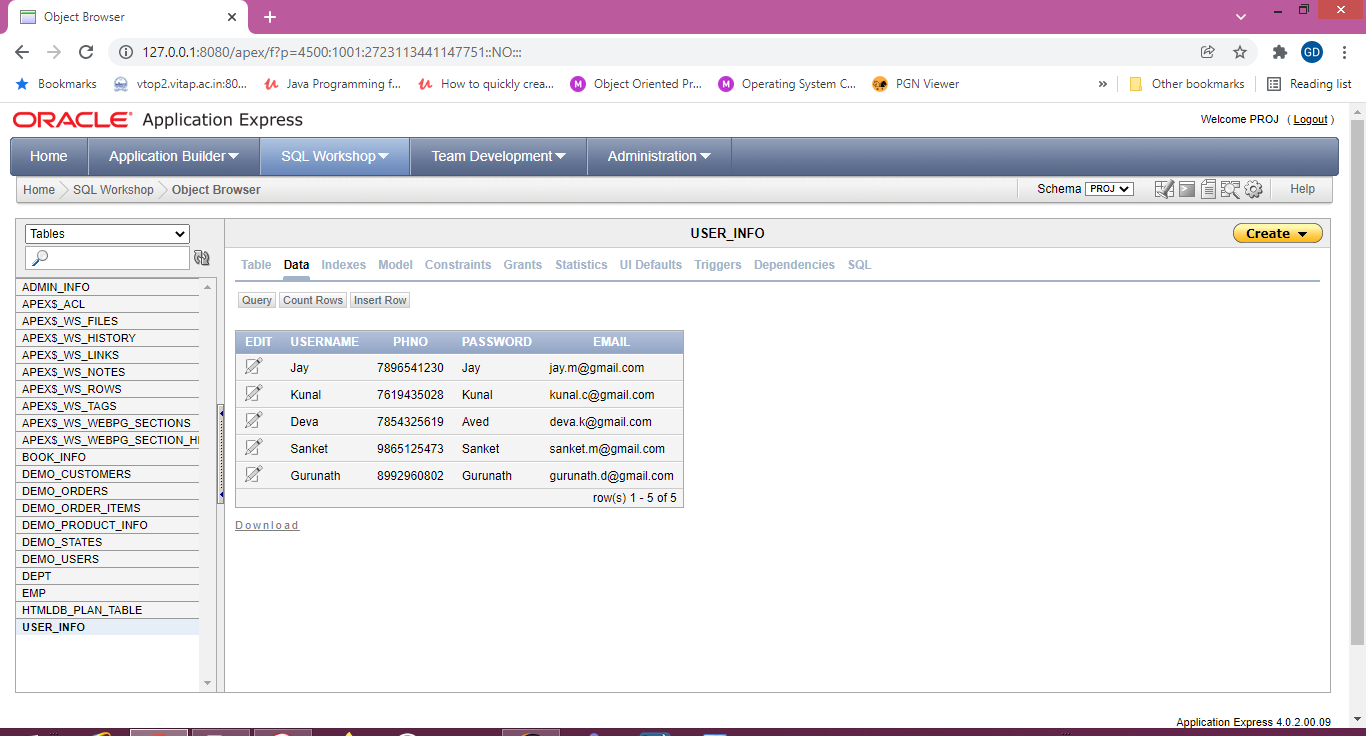 Object Browser
127.0.0.1:8080/apex/f?p=4500:1001:2723113441147751::NO:::
GD
Bookmarks vtop2.vitap.ac.in:80... Java Programming f... How to quickly crea... Object Oriented Pr... Operating System C... PGN Viewer » Other bookmarks Reading list
ORACLE Application Express
Welcome PROJ ( Logout )
Home Application Builder SQL Workshop Team Development Administration
Home SQL Workshop Object Browser
Schema PROJ Help
Tables
USER_INFO
Create
Table Data Indexes Model Constraints Grants Statistics UI Defaults Triggers Dependencies SQL
Query Count Rows Insert Row
ADMIN_INFO
APEX$_ACL
APEX$_WS_FILES
APEX$_WS_HISTORY
APEX$_WS_LINKS
APEX$_WS_NOTES
APEX$_WS_ROWS
APEX$_WS_TAGS
APEX$_WS_WEBPG_SECTIONS
APEX$_WS_WEBPG_SECTION_HI
BOOK_INFO
DEMO_CUSTOMERS
DEMO_ORDERS
DEMO_ORDER_ITEMS
DEMO_PRODUCT_INFO
DEMO_STATES
DEMO_USERS
DEPT
EMP
HTMLDB_PLAN_TABLE
USER_INFO
EDIT USERNAME PHNO PASSWORD EMAIL
Jay 7896541230 Jay jay.m@gmail.com
Kunal 7619435028 Kunal kunal.c@gmail.com
Deva 7854325619 Aved deva.k@gmail.com
Sanket 9865125473 Sanket sanket.m@gmail.com
Gurunath 8992960802 Gurunath gurunath.d@gmail.com
row(s) 1 - 5 of 5
Download
Application Express 4.0.2.00.09